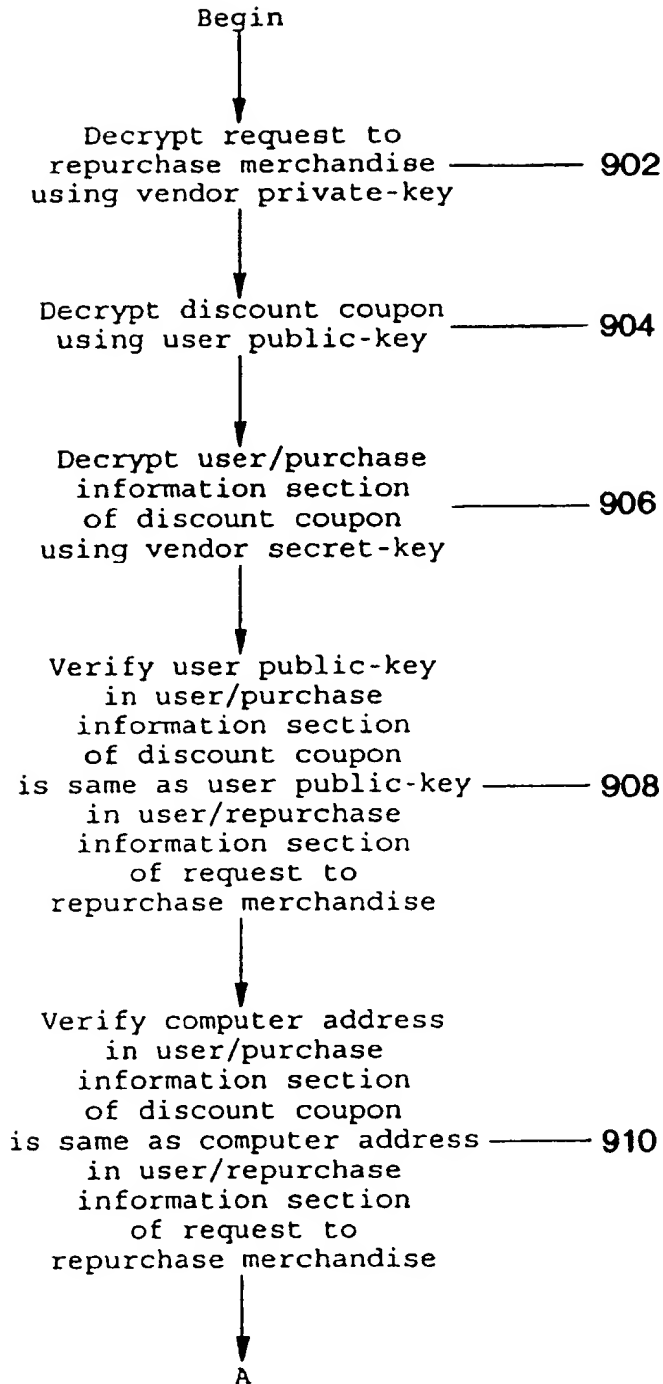 Begin
Decrypt request to
repurchase merchandise
using vendor private-key
902
Decrypt discount coupon
using user public-key
904
Decrypt user/purchase
information section
of discount coupon
using vendor secret-key
906
Verify user public-key
in user/purchase
information section
of discount coupon
is same as user public-key
in user/repurchase
information section
of request to
repurchase merchandise
908
Verify computer address
in user/purchase
information section
of discount coupon
is same as computer address
in user/repurchase
information section
of request to
repurchase merchandise
910
A